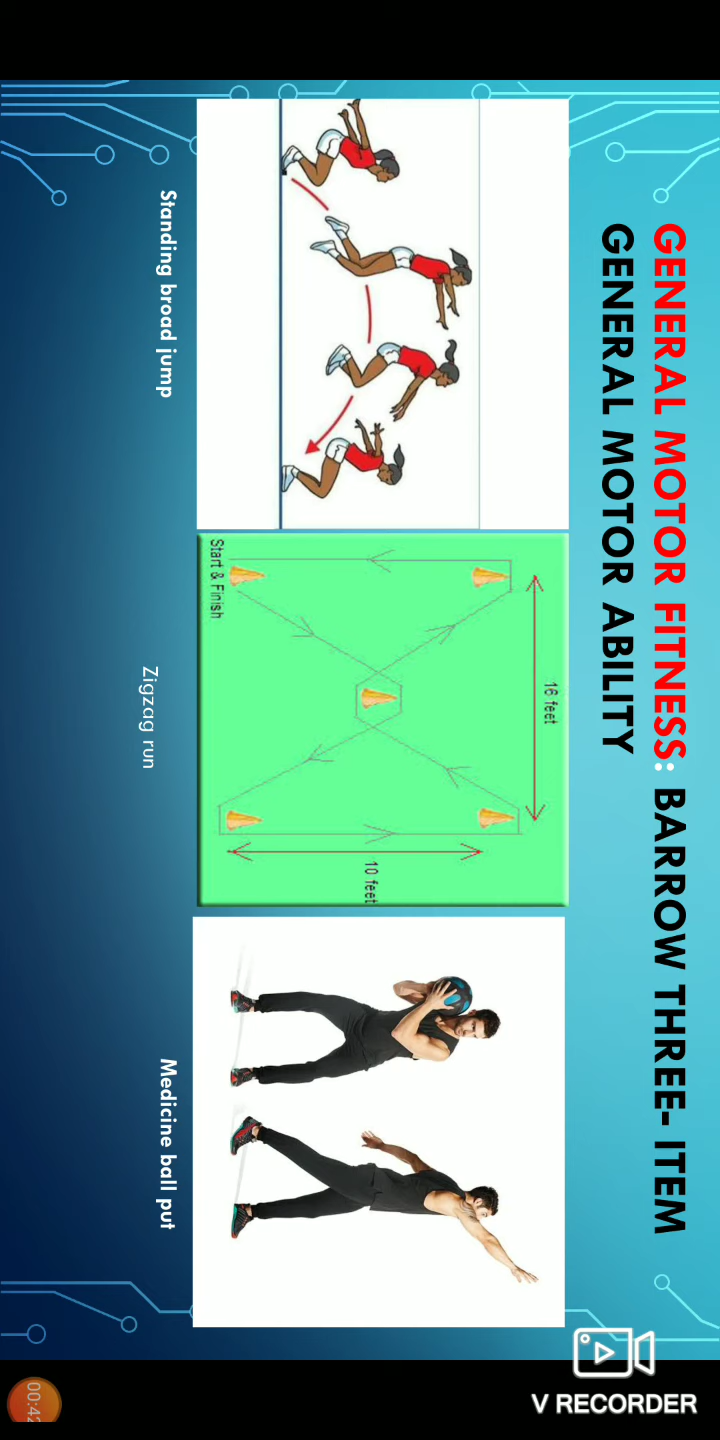 GENERAL MOTOR FITNESS: BARROW THREE- ITEM
GENERAL MOTOR ABILITY
16 feet
10 feet
Start & Finish
Standing broad jump
Zigzag run
Medicine ball put
V RECORDER